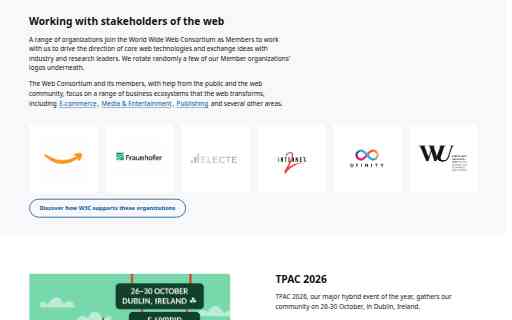 Working with stakeholders of the web
A range of organizations join the World Wide Web Consortium as Members to work
with us to drive the direction of core web technologies and exchange ideas with
industry and research leaders. We rotate randomly a few of our Member organizations'
logos underneath.
The Web Consortium and its members, with help from the public and the web
community, focus on a range of business ecosystems that the web transforms,
including E-commerce, Media & Entertainment, Publishing and several other areas.
Fraunhofer
SELECTE
INTERNET 2
QFINITY
WU
Discover how W3C supports these organizations
26–30 OCTOBER
DUBLIN, IRELAND
TPAC 2026
TPAC 2026, our major hybrid event of the year, gathers our
community on 26-30 October, in Dublin, Ireland.